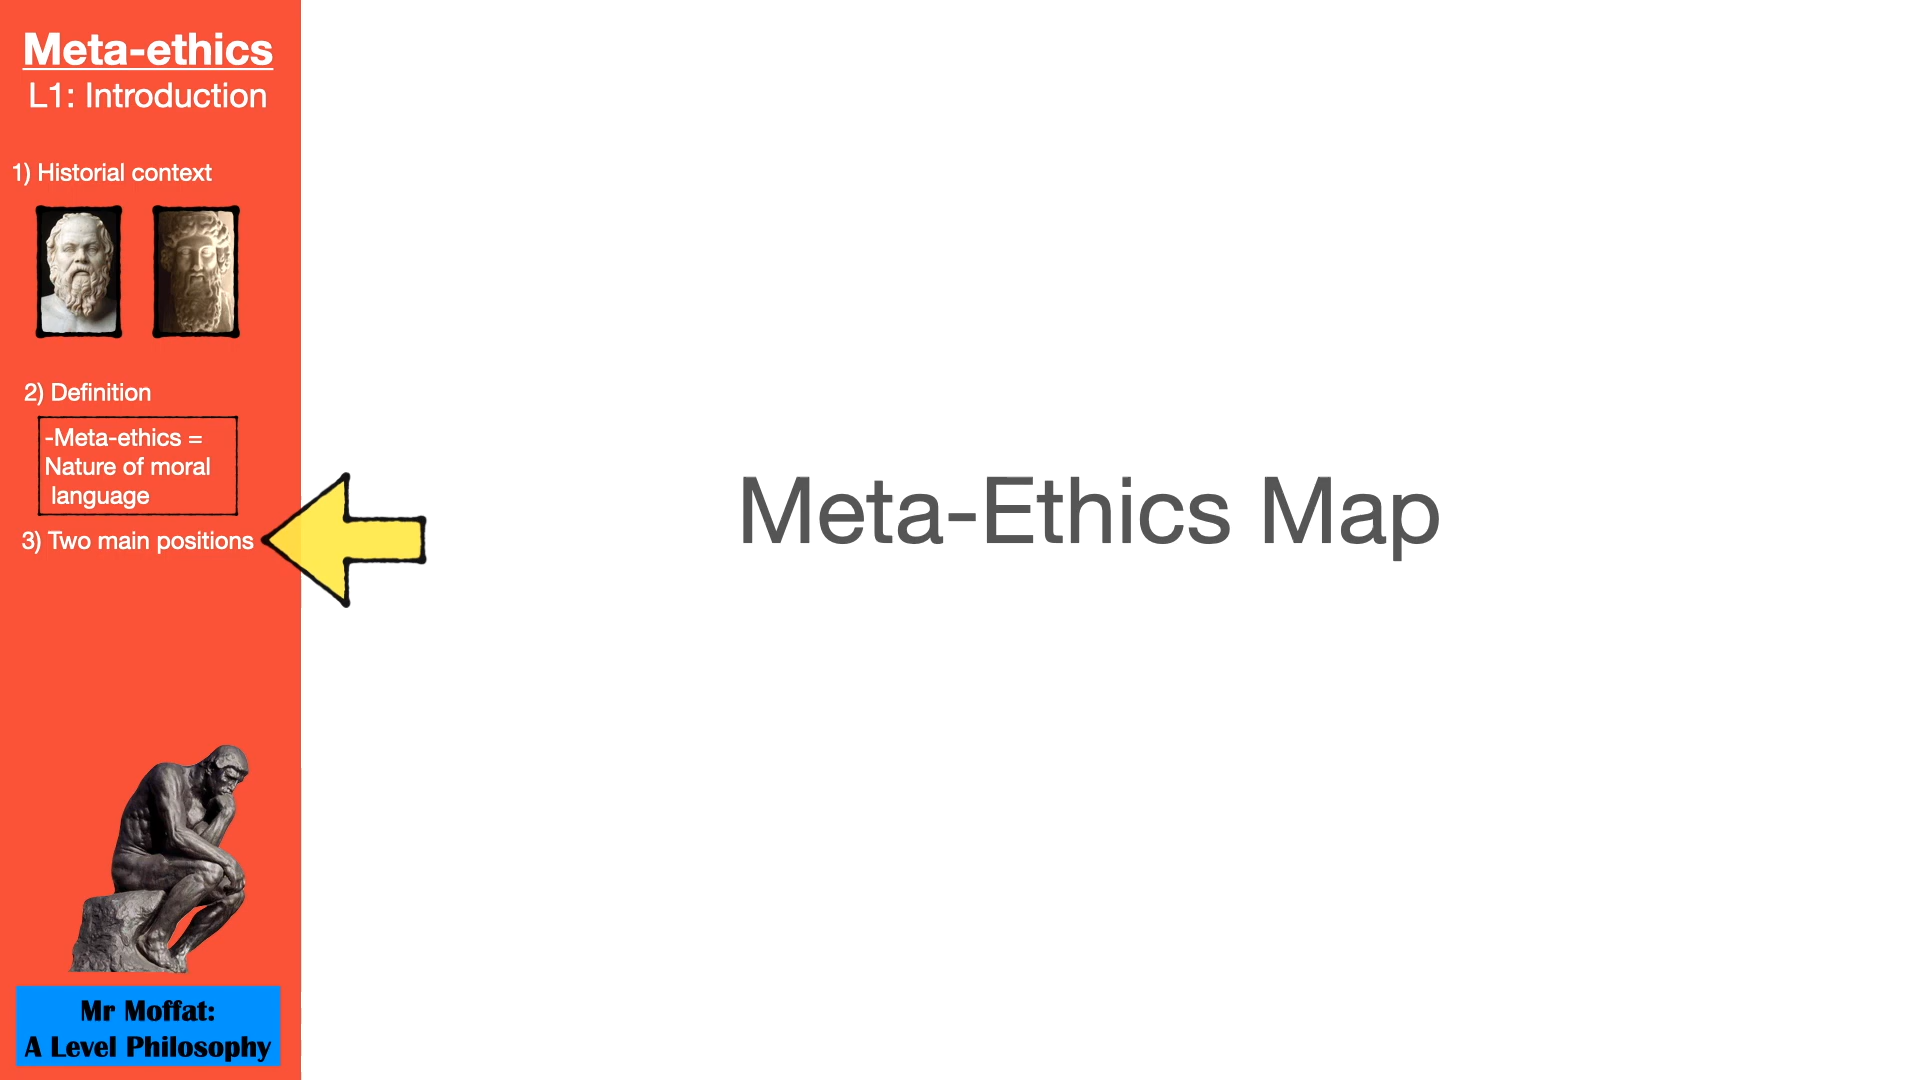 Meta-ethics
L1: Introduction
1) Historial context
2) Definition
-Meta-ethics =
Nature of moral
language
3) Two main positions
Meta-Ethics Map
Mr Moffat:
A Level Philosophy